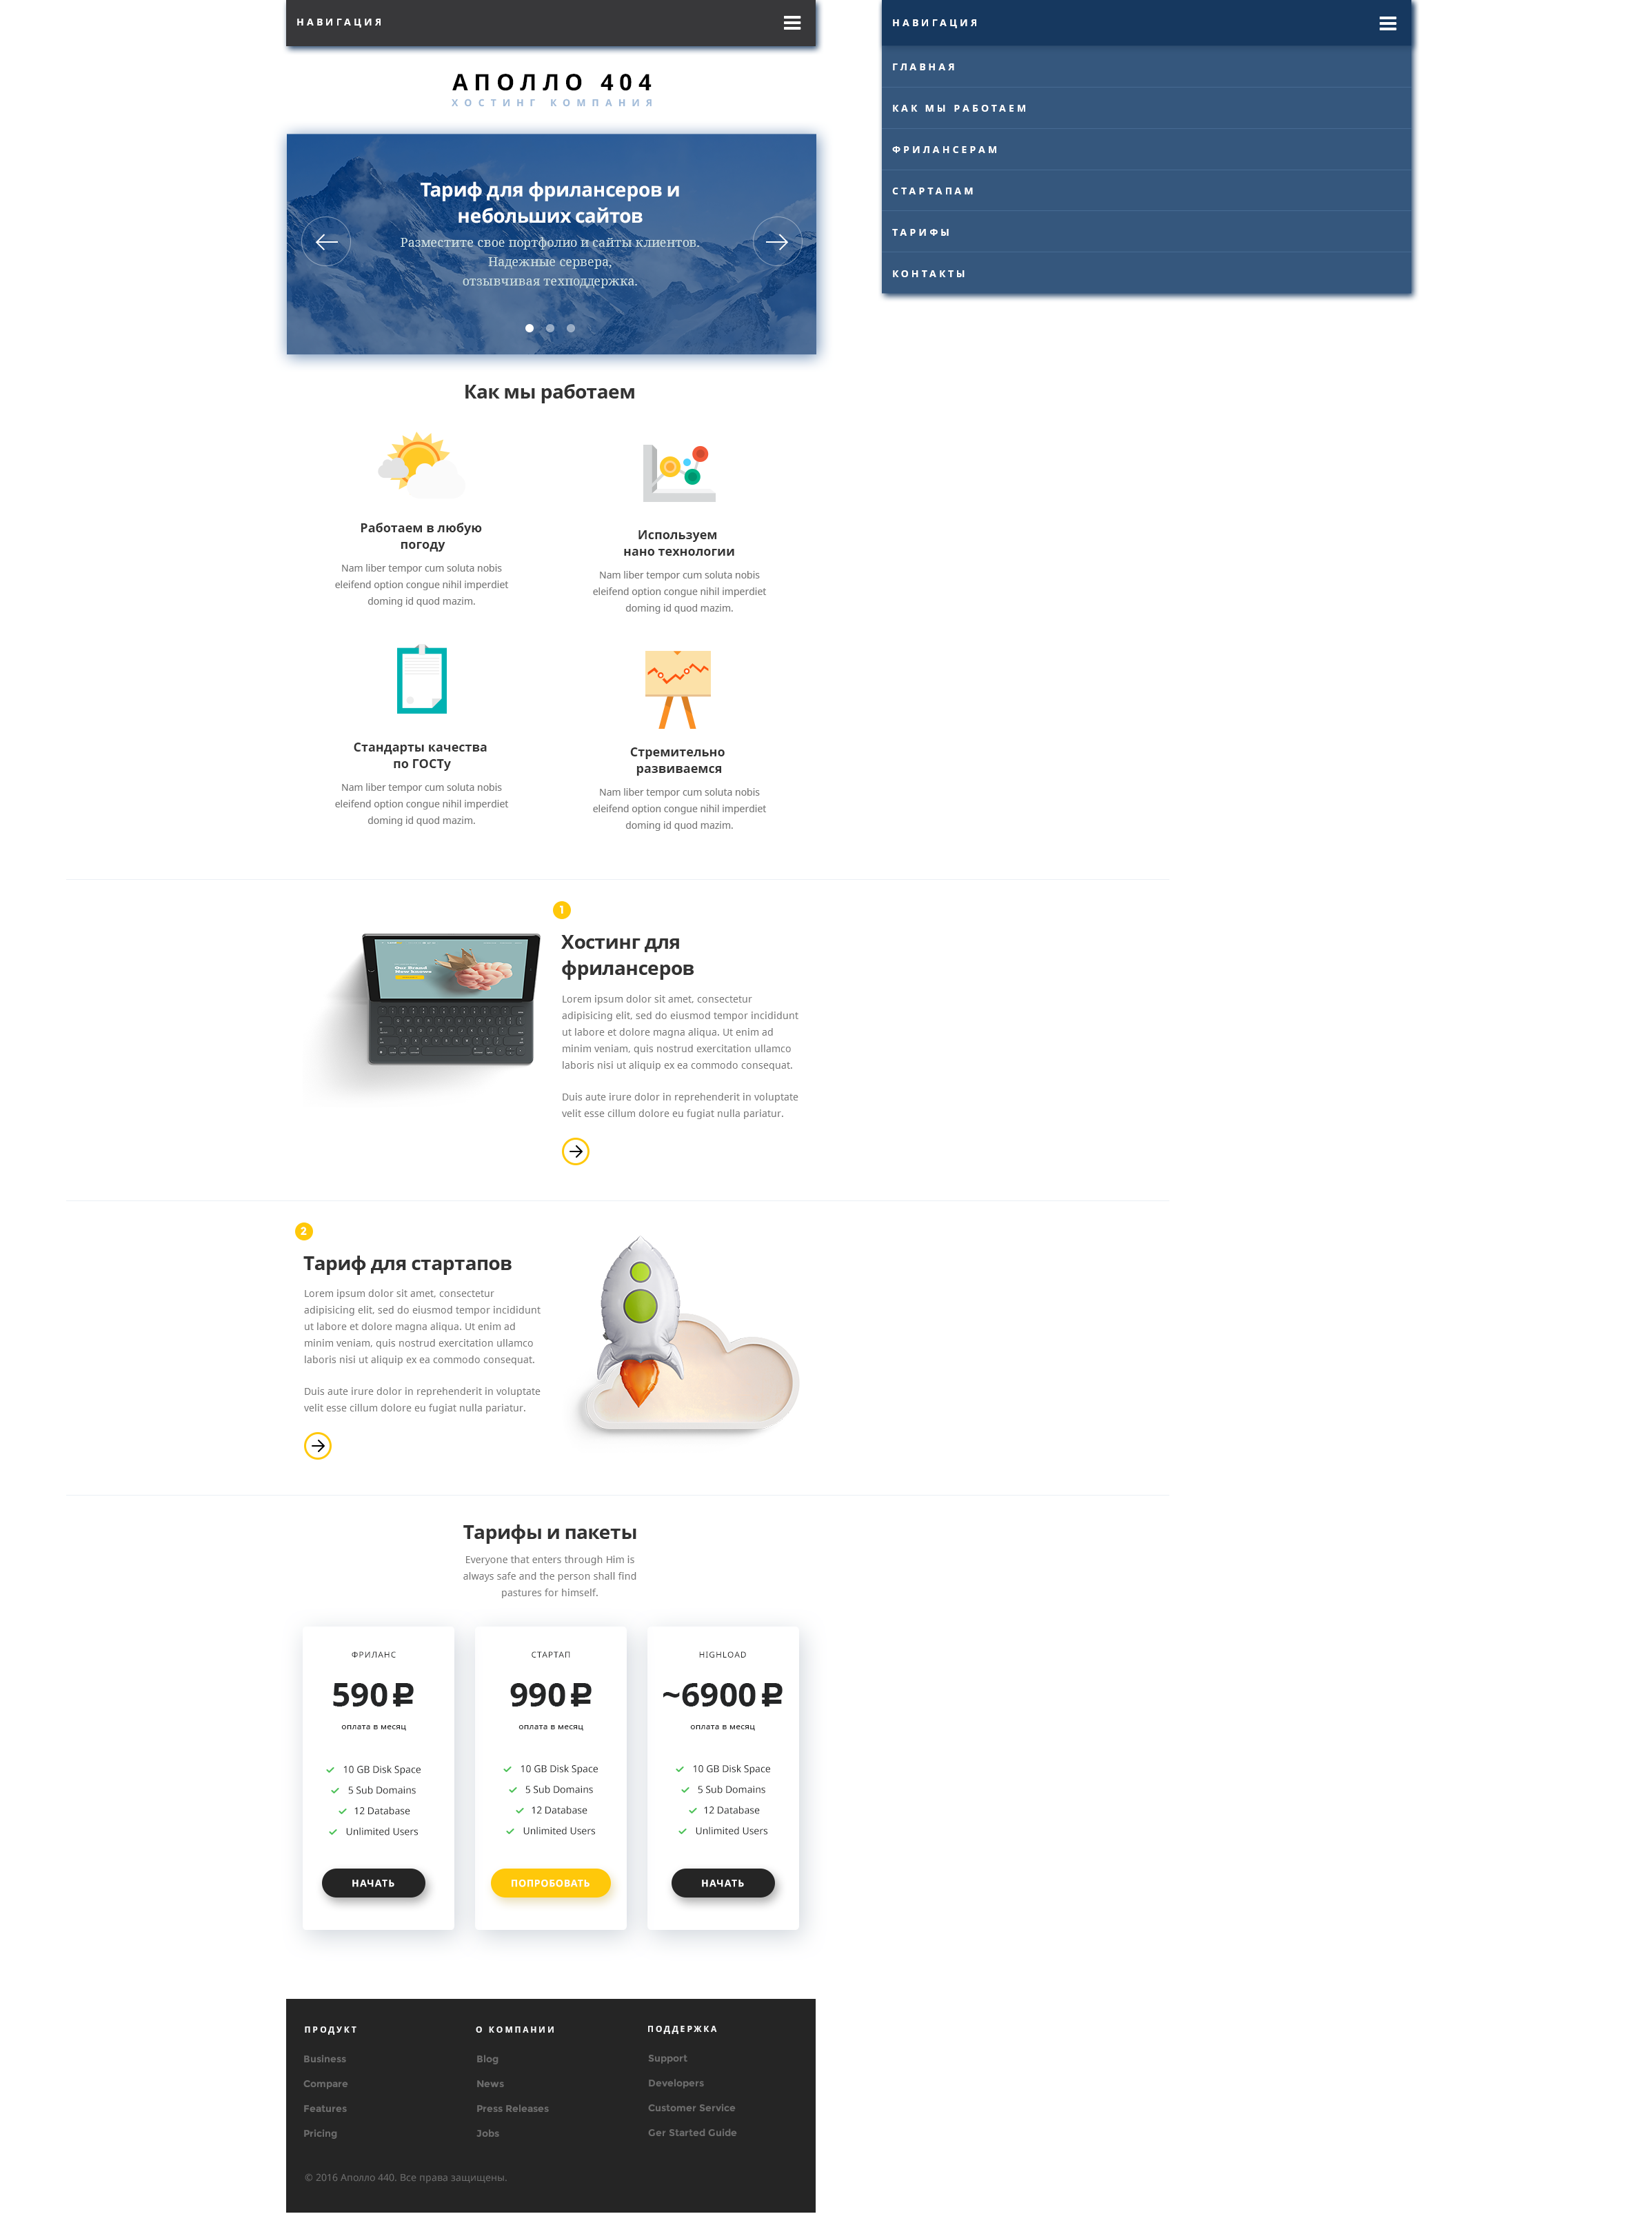 НАВИГАЦИЯ
АПОЛЛО 404
ХОСТИНГ КОМПАНИЯ
Тариф для фрилансеров и
небольших сайтов
Разместите свое портфолио и сайты клиентов.
Надежные сервера,
отзывчивая техподдержка.
НАВИГАЦИЯ
ГЛАВНАЯ
КАК МЫ РАБОТАЕМ
ФРИЛАНСЕРАМ
СТАРТАПАМ
ТАРИФЫ
КОНТАКТЫ
Как мы работаем
Работаем в любую
погоду
Nam liber tempor cum soluta nobis
eleifend option congue nihil imperdiet
doming id quod mazim.
Используем
нано технологии
Nam liber tempor cum soluta nobis
eleifend option congue nihil imperdiet
doming id quod mazim.
Стандарты качества
по ГОСТу
Nam liber tempor cum soluta nobis
eleifend option congue nihil imperdiet
doming id quod mazim.
Стремительно
развиваемся
Nam liber tempor cum soluta nobis
eleifend option congue nihil imperdiet
doming id quod mazim.
1
Хостинг для
фрилансеров
Lorem ipsum dolor sit amet, consectetur
adipisicing elit, sed do eiusmod tempor incididunt
ut labore et dolore magna aliqua. Ut enim ad
minim veniam, quis nostrud exercitation ullamco
laboris nisi ut aliquip ex ea commodo consequat.
Duis aute irure dolor in reprehenderit in voluptate
velit esse cillum dolore eu fugiat nulla pariatur.
2
Тариф для стартапов
Lorem ipsum dolor sit amet, consectetur
adipisicing elit, sed do eiusmod tempor incididunt
ut labore et dolore magna aliqua. Ut enim ad
minim veniam, quis nostrud exercitation ullamco
laboris nisi ut aliquip ex ea commodo consequat.
Duis aute irure dolor in reprehenderit in voluptate
velit esse cillum dolore eu fugiat nulla pariatur.
Тарифы и пакеты
Everyone that enters through Him is
always safe and the person shall find
pastures for himself.
ФРИЛАНС
590 ₽
оплата в месяц
10 GB Disk Space
5 Sub Domains
12 Database
Unlimited Users
НАЧАТЬ
СТАРТАП
990 ₽
оплата в месяц
10 GB Disk Space
5 Sub Domains
12 Database
Unlimited Users
ПОПРОБОВАТЬ
HIGHLOAD
~6900 ₽
оплата в месяц
10 GB Disk Space
5 Sub Domains
12 Database
Unlimited Users
НАЧАТЬ
ПРОДУКТ
Business
Compare
Features
Pricing
О КОМПАНИИ
Blog
News
Press Releases
Jobs
ПОДДЕРЖКА
Support
Developers
Customer Service
Ger Started Guide
© 2016 Аполло 440. Все права защищены.